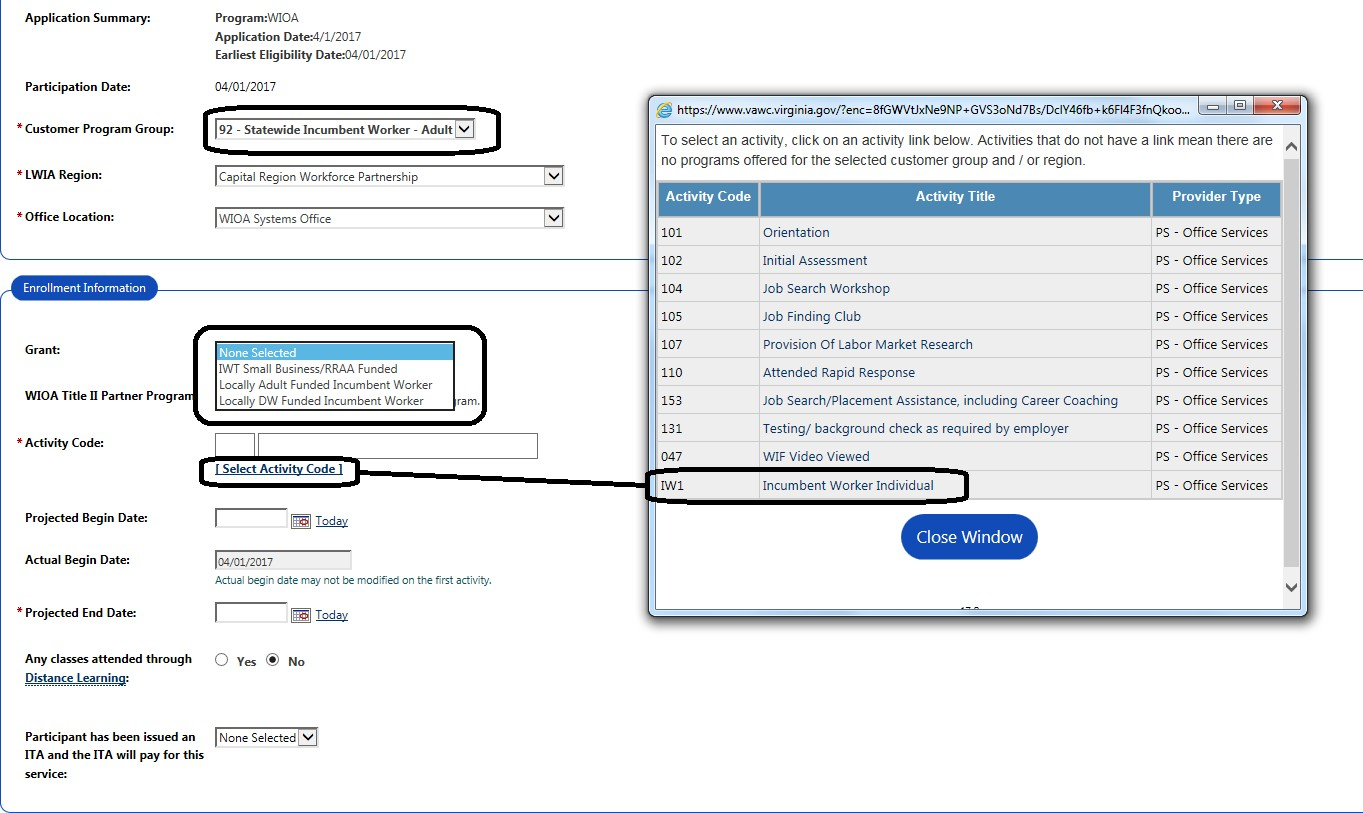 Application Summary: Program:WIOA
Application Date:4/1/2017
Earliest Eligibility Date:04/01/2017
Participation Date: 04/01/2017
* Customer Program Group: 92 - Statewide Incumbent Worker - Adult
* LWIA Region: Capital Region Workforce Partnership
* Office Location: WIOA Systems Office
Enrollment Information
Grant:
None Selected
IWT Small Business/RRAA Funded
Locally Adult Funded Incumbent Worker
Locally DW Funded Incumbent Worker
WIOA Title II Partner Program
* Activity Code:
[ Select Activity Code ]
Projected Begin Date: Today
Actual Begin Date: 04/01/2017
Actual begin date may not be modified on the first activity.
* Projected End Date: Today
Any classes attended through
Distance Learning:
Yes No
Participant has been issued an
ITA and the ITA will pay for this
service:
None Selected
To select an activity, click on an activity link below. Activities that do not have a link mean there are
no programs offered for the selected customer group and / or region.
Activity Code Activity Title Provider Type
101 Orientation PS - Office Services
102 Initial Assessment PS - Office Services
104 Job Search Workshop PS - Office Services
105 Job Finding Club PS - Office Services
107 Provision Of Labor Market Research PS - Office Services
110 Attended Rapid Response PS - Office Services
153 Job Search/Placement Assistance, including Career Coaching PS - Office Services
131 Testing/ background check as required by employer PS - Office Services
047 WIF Video Viewed PS - Office Services
IW1 Incumbent Worker Individual PS - Office Services
Close Window